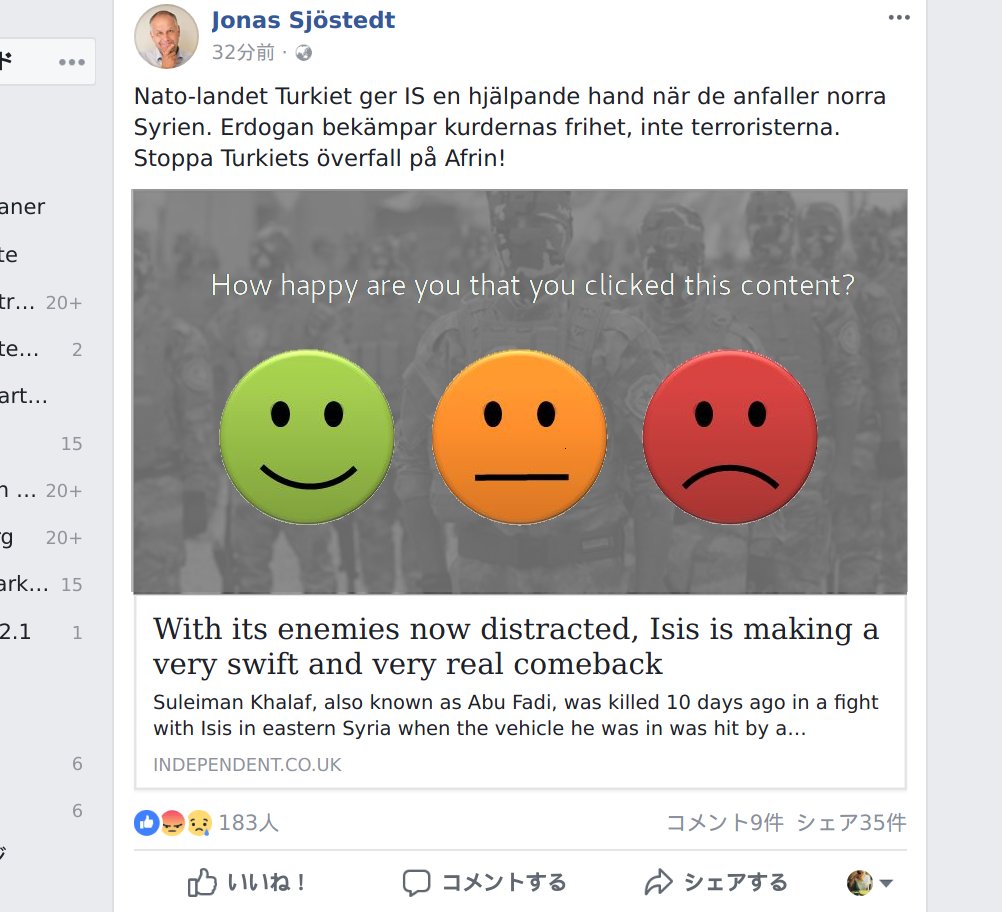 Jonas Sjöstedt
32分前 ·
Nato-landet Turkiet ger IS en hjälpande hand när de anfaller norra
Syrien. Erdogan bekämpar kurdernas frihet, inte terroristerna.
Stoppa Turkiets överfall på Afrin!
How happy are you that you clicked this content?
With its enemies now distracted, Isis is making a
very swift and very real comeback
Suleiman Khalaf, also known as Abu Fadi, was killed 10 days ago in a fight
with Isis in eastern Syria when the vehicle he was in was hit by a...
INDEPENDENT.CO.UK
183人 コメント9件 シェア35件
いいね！ コメントする シェアする
ド
aner
te
tr... 20+
te... 2
art...
15
n ... 20+
g 20+
ark... 15
2.1 1
6
6
ジ